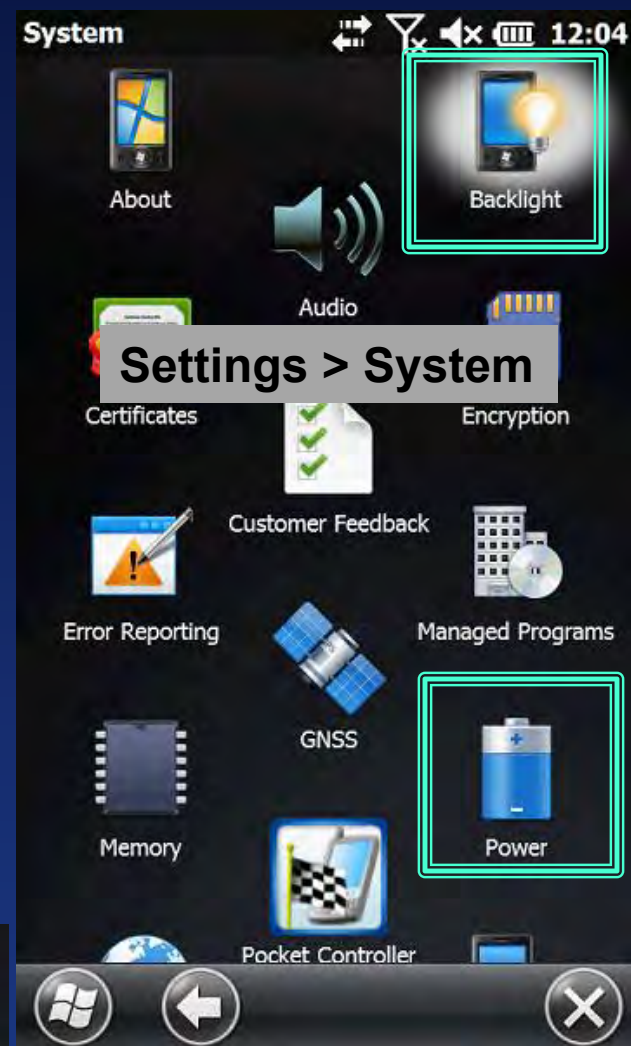 System 12:04
About
Backlight
Audio
Settings > System
Certificates
Encryption
Customer Feedback
Error Reporting
Managed Programs
GNSS
Memory
Power
Pocket Controller